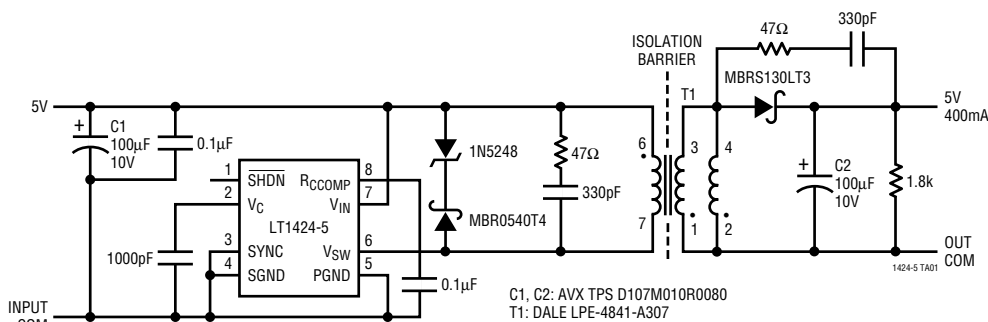 47Ω
330pF
ISOLATION
BARRIER
MBRS130LT3
T1
5V
5V
400mA
+
C1
100µF
10V
0.1µF
1N5248
47Ω
6
3
4
+
C2
100µF
10V
1.8k
1
SHDN
RCCOMP
8
2
VC
VIN
7
330pF
LT1424-5
MBR0540T4
7
1
2
1000pF
3
SYNC
VSW
6
4
SGND
PGND
5
0.1µF
OUT
COM
1424-5 TA01
INPUT
COM
C1, C2: AVX TPS D107M010R0080
T1: DALE LPE-4841-A307